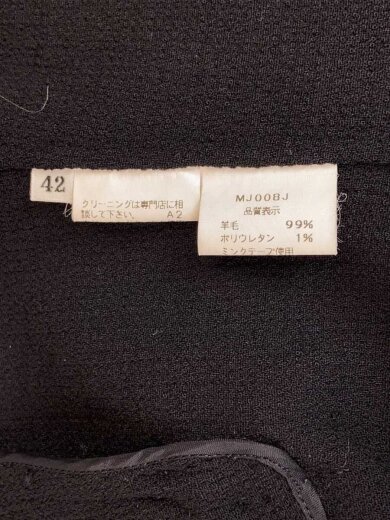 42
クリーニングは専門店に相
談して下さい。 A2
MJ008J
品質表示
羊毛 99%
ポリウレタン 1%
ミンクテープ使用